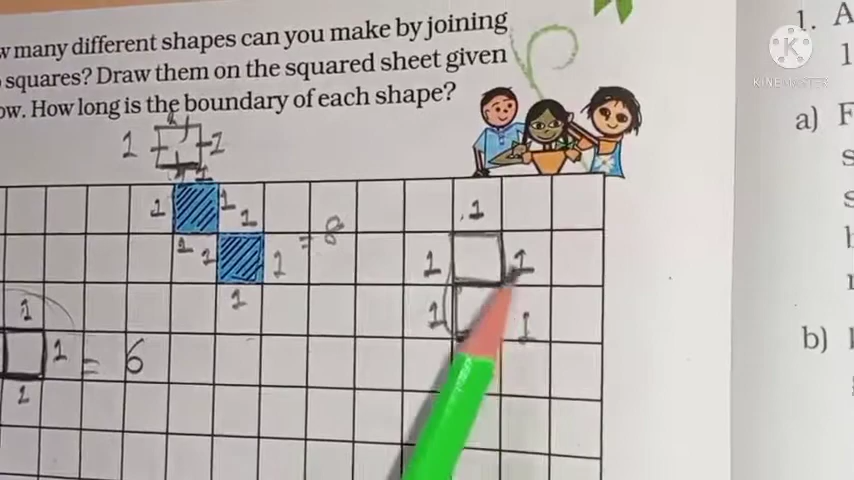 w many different shapes can you make by joining
squares? Draw them on the squared sheet given
ow. How long is the boundary of each shape?
1 1
1 1 1
1 1 1 = 8
1
1
1 = 6
1
1
1 1
1 1
1. A
1
a) F
s
s
b
b)
KINEMASTER